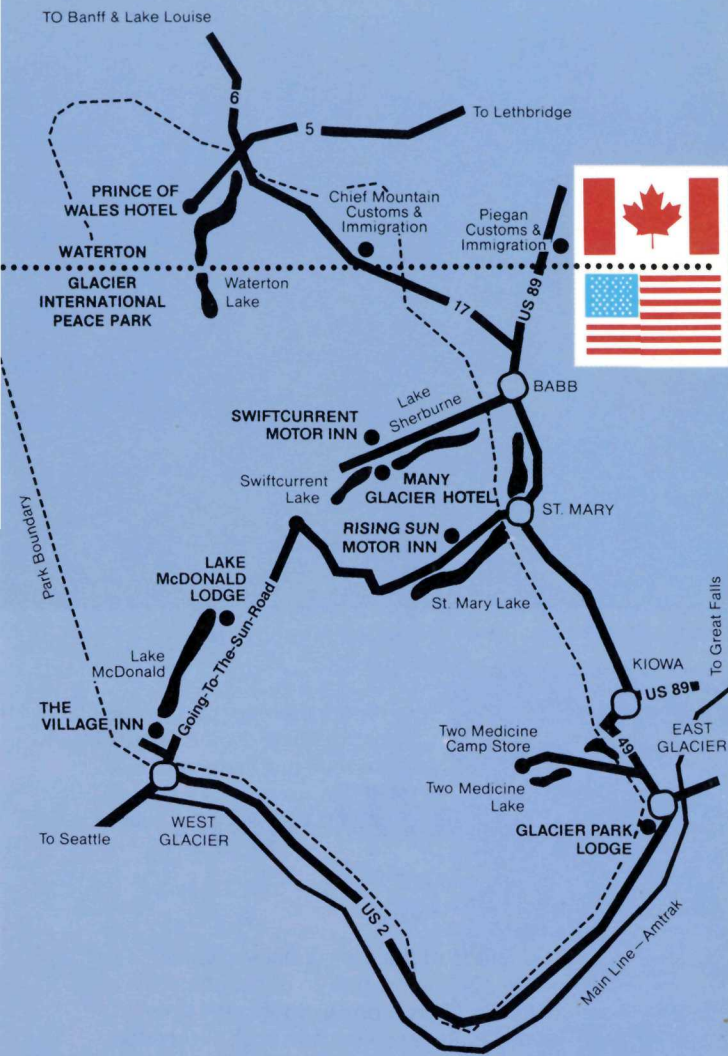 TO Banff & Lake Louise
6
5
To Lethbridge
PRINCE OF
WALES HOTEL
Chief Mountain
Customs &
Immigration
Piegan
Customs &
Immigration
WATERTON
GLACIER
INTERNATIONAL
PEACE PARK
Waterton
Lake
17
US 89
BABB
Lake
Sherburne
SWIFTCURRENT
MOTOR INN
Swiftcurrent
Lake
MANY
GLACIER HOTEL
ST. MARY
RISING SUN
MOTOR INN
St. Mary Lake
Park Boundary
LAKE
McDONALD
LODGE
Lake
McDonald
Going-To-The-Sun-Road
THE
VILLAGE INN
KIOWA
US 89
To Great Falls
49
EAST
GLACIER
Two Medicine
Camp Store
Two Medicine
Lake
GLACIER PARK
LODGE
To Seattle
WEST
GLACIER
US 2
Main Line – Amtrak